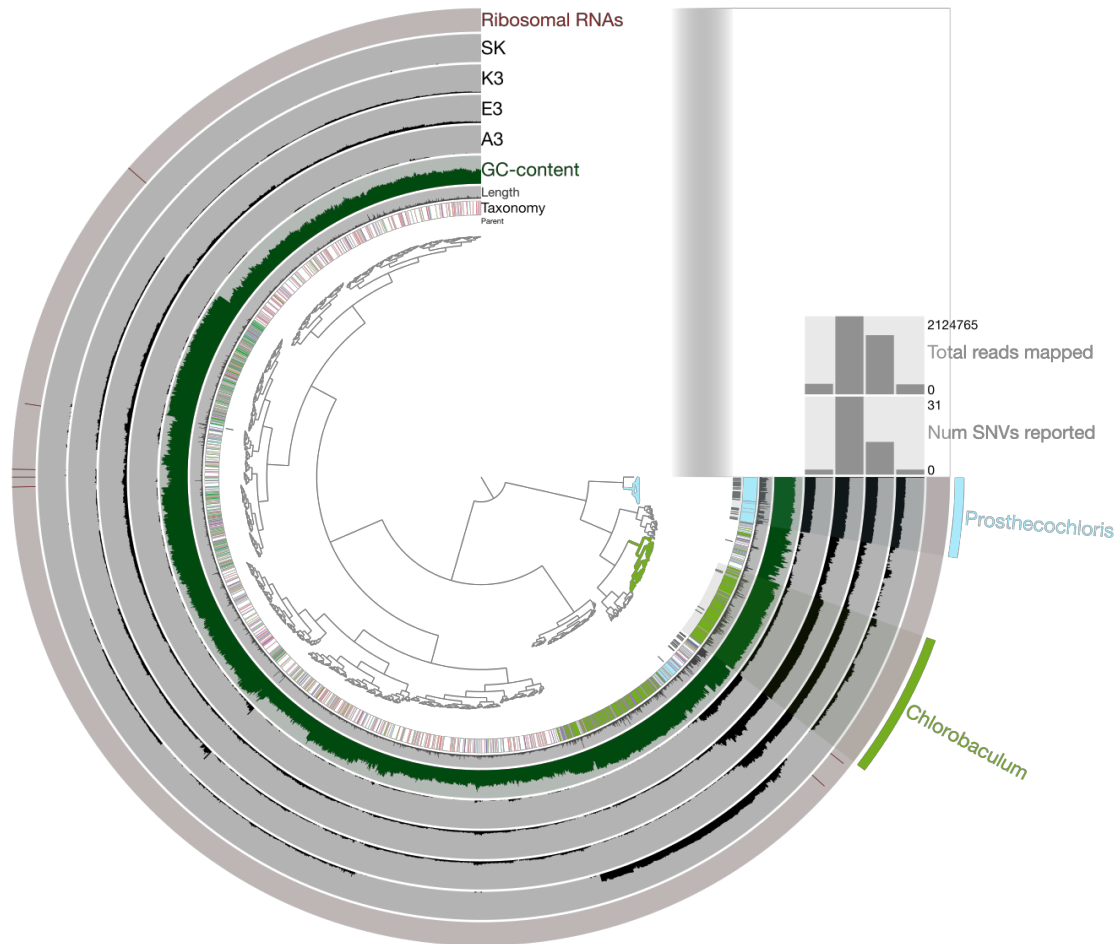 Ribosomal RNAs
SK
K3
E3
A3
GC-content
Length
Taxonomy
Parent
2124765
Total reads mapped
0
31
Num SNVs reported
0
Prosthecochloris
Chlorobaculum